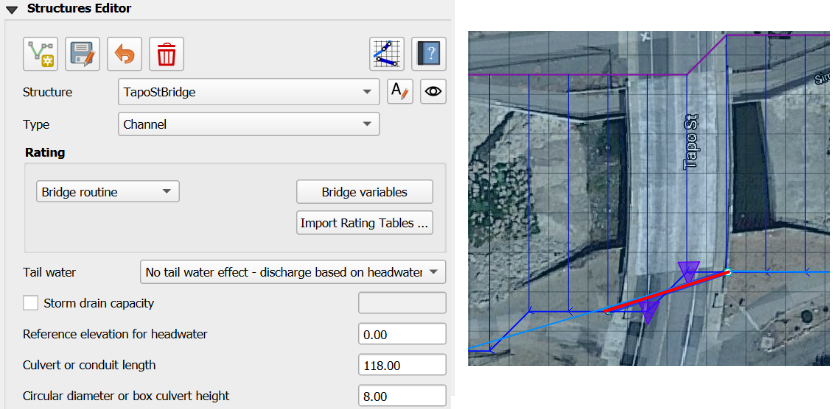 Structures Editor
Structure
TapoStBridge
A
?
Type
Channel
Rating
Bridge routine
Bridge variables
Import Rating Tables ...
Tail water
No tail water effect - discharge based on headwater
Storm drain capacity
Reference elevation for headwater
0.00
Culvert or conduit length
118.00
Circular diameter or box culvert height
8.00
Tapo St